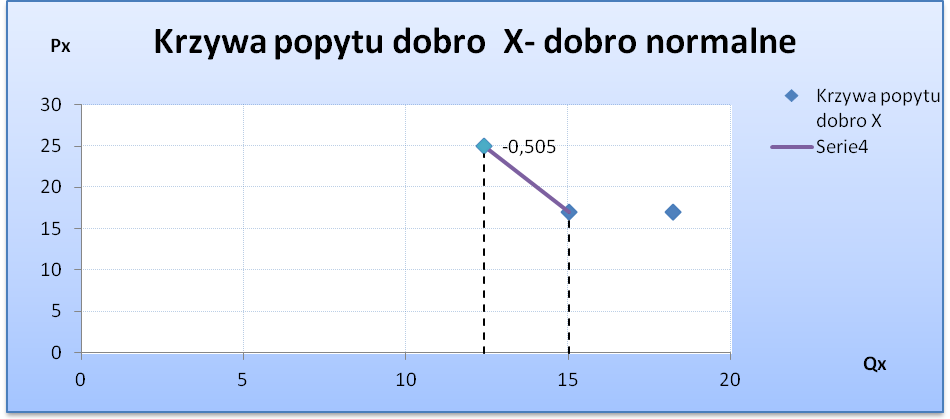 Px
Krzywa popytu dobro  X- dobro normalne
30
25
20
15
10
5
0
-0,505
0
5
10
15
20
Qx
Krzywa popytu
dobro X
Serie4